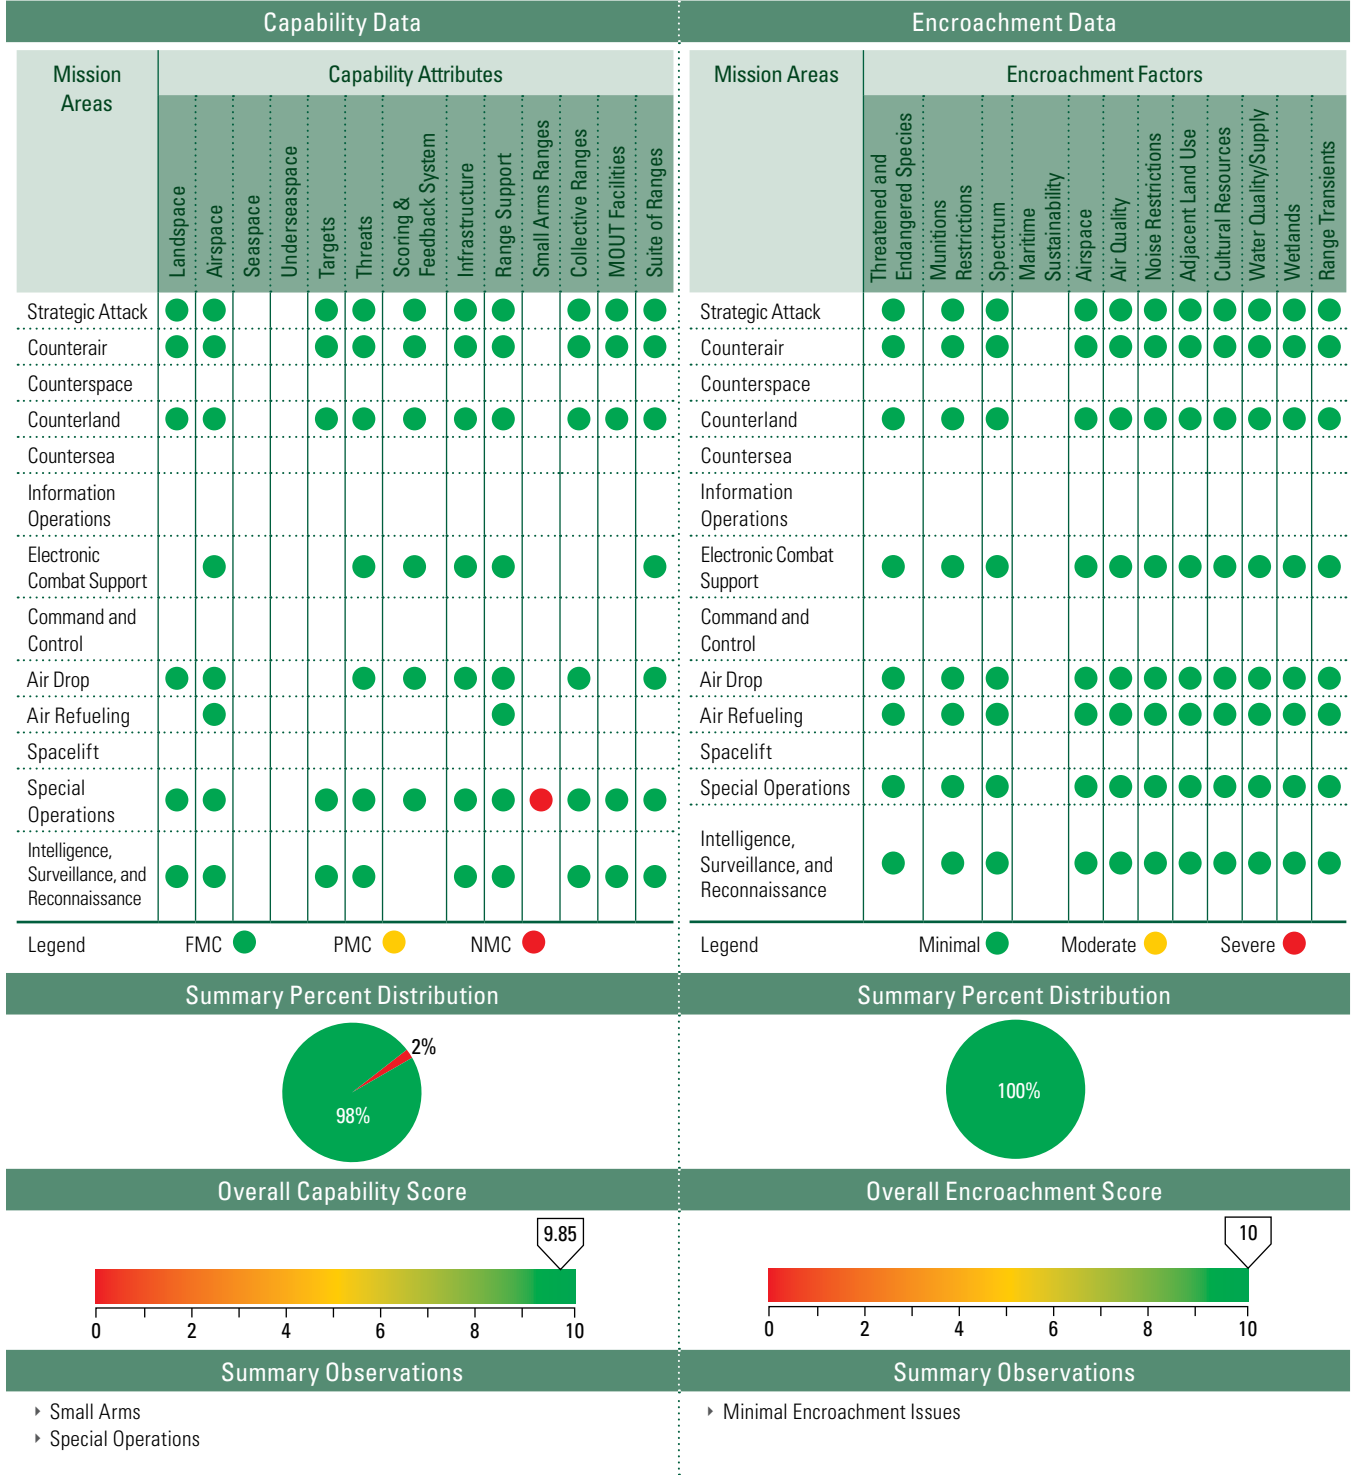 Capability Data
Mission
Areas
Capability Attributes
Landspace
Airspace
Seaspace
Underseaspace
Targets
Threats
Scoring &
Feedback System
Infrastructure
Range Support
Small Arms Ranges
Collective Ranges
MOUT Facilities
Suite of Ranges
Strategic Attack
Counterair
Counterspace
Counterland
Countersea
Information
Operations
Electronic
Combat Support
Command and
Control
Air Drop
Air Refueling
Spacelift
Special
Operations
Intelligence,
Surveillance, and
Reconnaissance
Legend FMC PMC NMC
Summary Percent Distribution
2%
98%
Overall Capability Score
9.85
0 2 4 6 8 10
Summary Observations
‣ Small Arms
‣ Special Operations
Encroachment Data
Mission Areas
Encroachment Factors
Threatened and
Endangered Species
Munitions
Restrictions
Spectrum
Maritime
Sustainability
Airspace
Air Quality
Noise Restrictions
Adjacent Land Use
Cultural Resources
Water Quality/Supply
Wetlands
Range Transients
Strategic Attack
Counterair
Counterspace
Counterland
Countersea
Information
Operations
Electronic Combat
Support
Command and
Control
Air Drop
Air Refueling
Spacelift
Special Operations
Intelligence,
Surveillance, and
Reconnaissance
Legend Minimal Moderate Severe
Summary Percent Distribution
100%
Overall Encroachment Score
10
0 2 4 6 8 10
Summary Observations
‣ Minimal Encroachment Issues